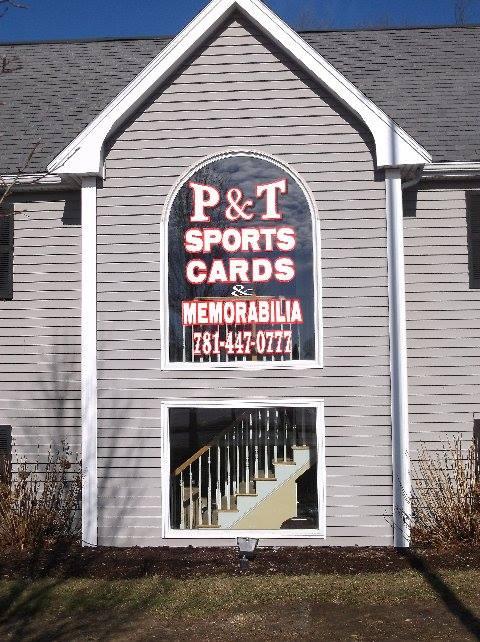 P & T
SPORTS
CARDS
&
MEMORABILIA
781-447-0777